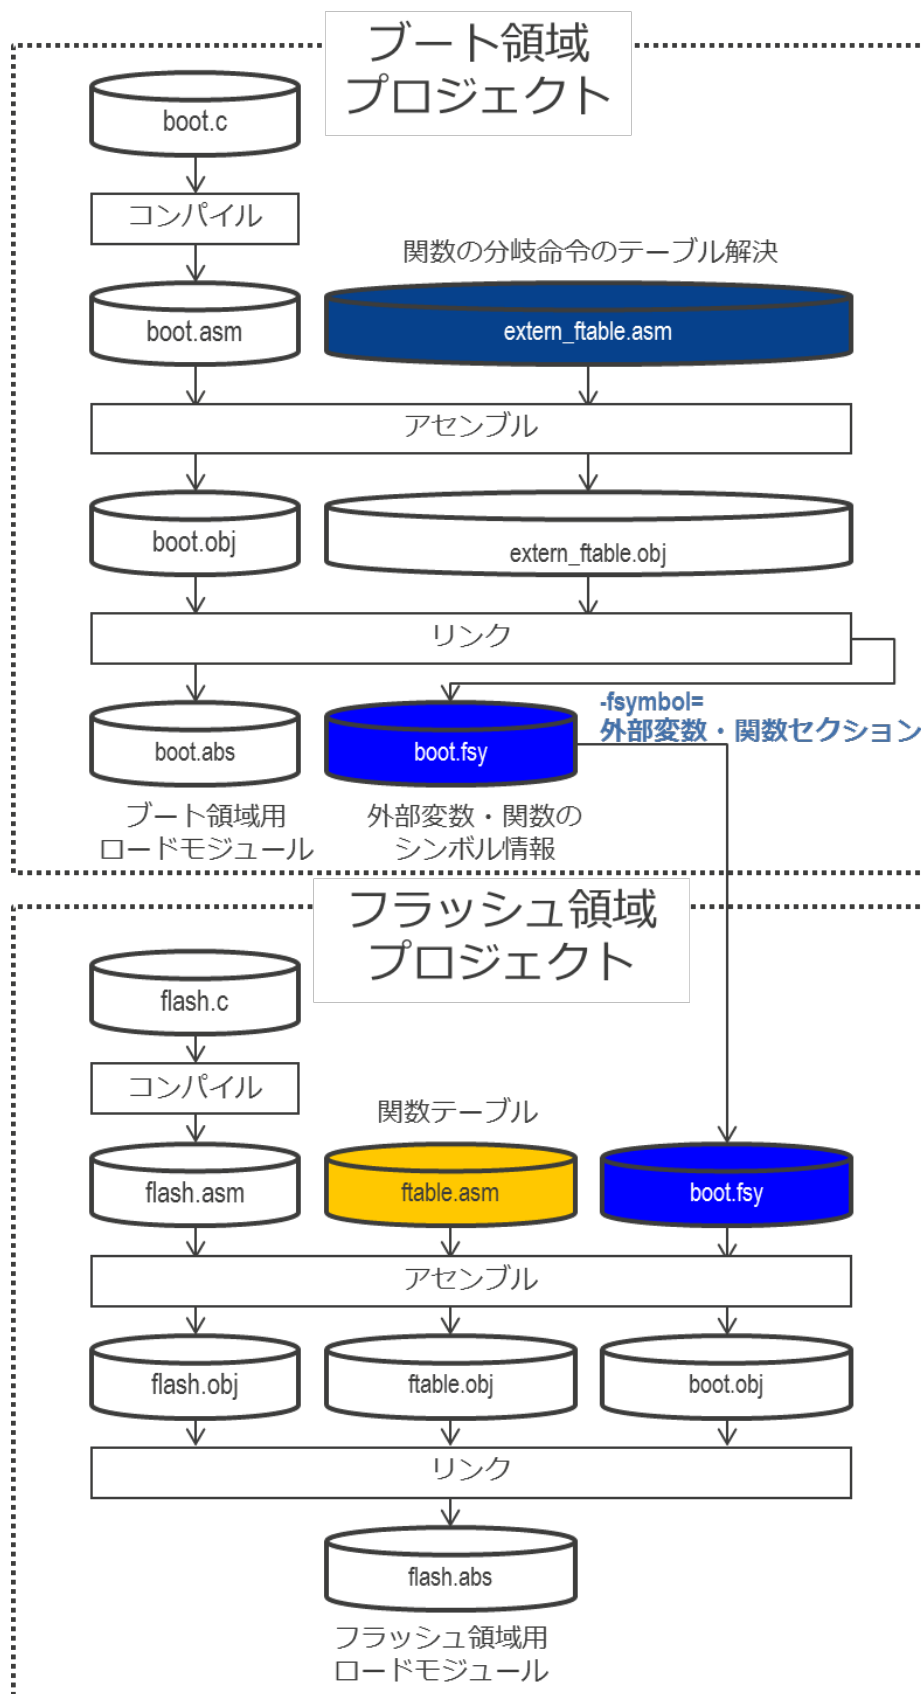 ブート領域
プロジェクト
boot.c
コンパイル
関数の分岐命令のテーブル解決
boot.asm
extern_ftable.asm
アセンブル
boot.obj
extern_ftable.obj
リンク
-fsymbol=
外部変数・関数セクション
boot.abs
boot.fsy
ブート領域用
ロードモジュール
外部変数・関数の
シンボル情報
フラッシュ領域
プロジェクト
flash.c
コンパイル
関数テーブル
flash.asm
ftable.asm
boot.fsy
アセンブル
flash.obj
ftable.obj
boot.obj
リンク
flash.abs
フラッシュ領域用
ロードモジュール